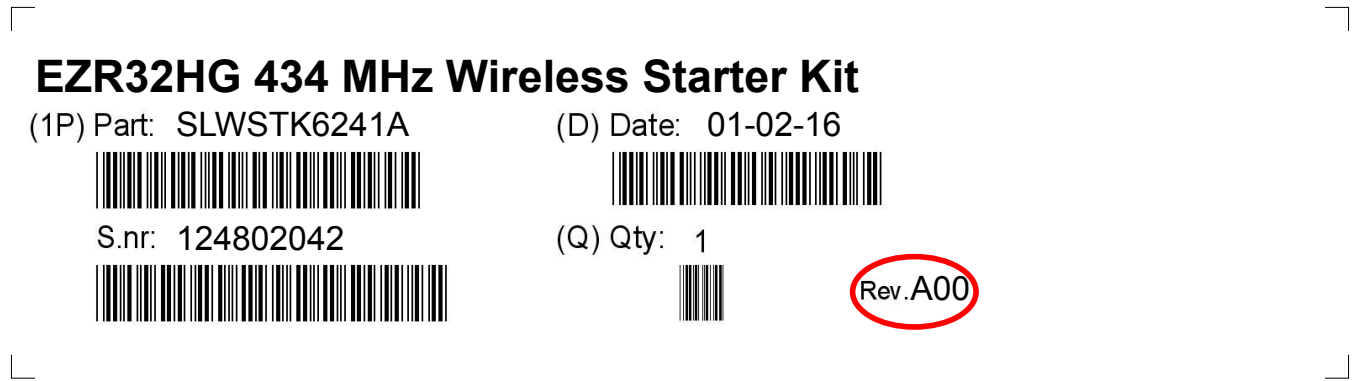 EZR32HG 434 MHz Wireless Starter Kit
(1P) Part: SLWSTK6241A (D) Date: 01-02-16
S.nr: 124802042 (Q) Qty: 1
Rev.A00